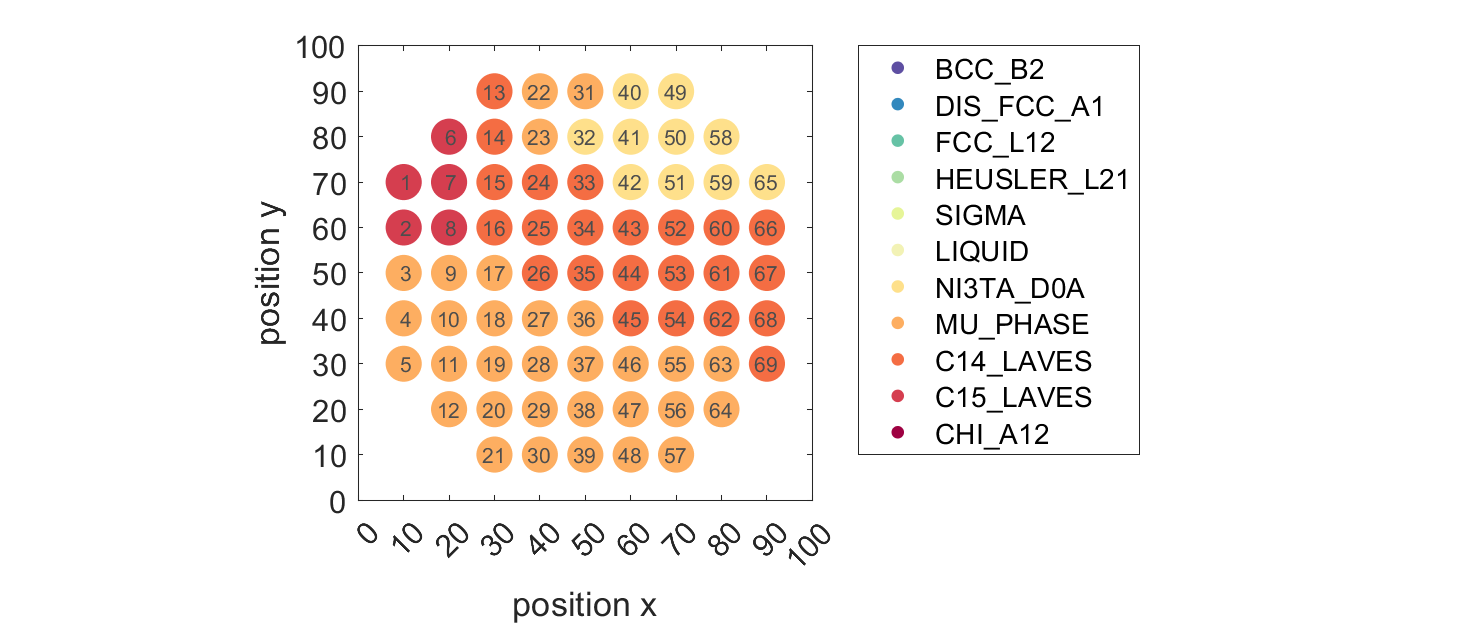 100
90
80
70
60
50
40
30
20
10
0
13 22 31 40 49
6 14 23 32 41 50 58
1 7 15 24 33 42 51 59 65
2 8 16 25 34 43 52 60 66
3 9 17 26 35 44 53 61 67
4 10 18 27 36 45 54 62 68
5 11 19 28 37 46 55 63 69
12 20 29 38 47 56 64
21 30 39 48 57
0 10 20 30 40 50 60 70 80 90 100
position x
position y
BCC_B2
DIS_FCC_A1
FCC_L12
HEUSLER_L21
SIGMA
LIQUID
NI3TA_D0A
MU_PHASE
C14_LAVES
C15_LAVES
CHI_A12